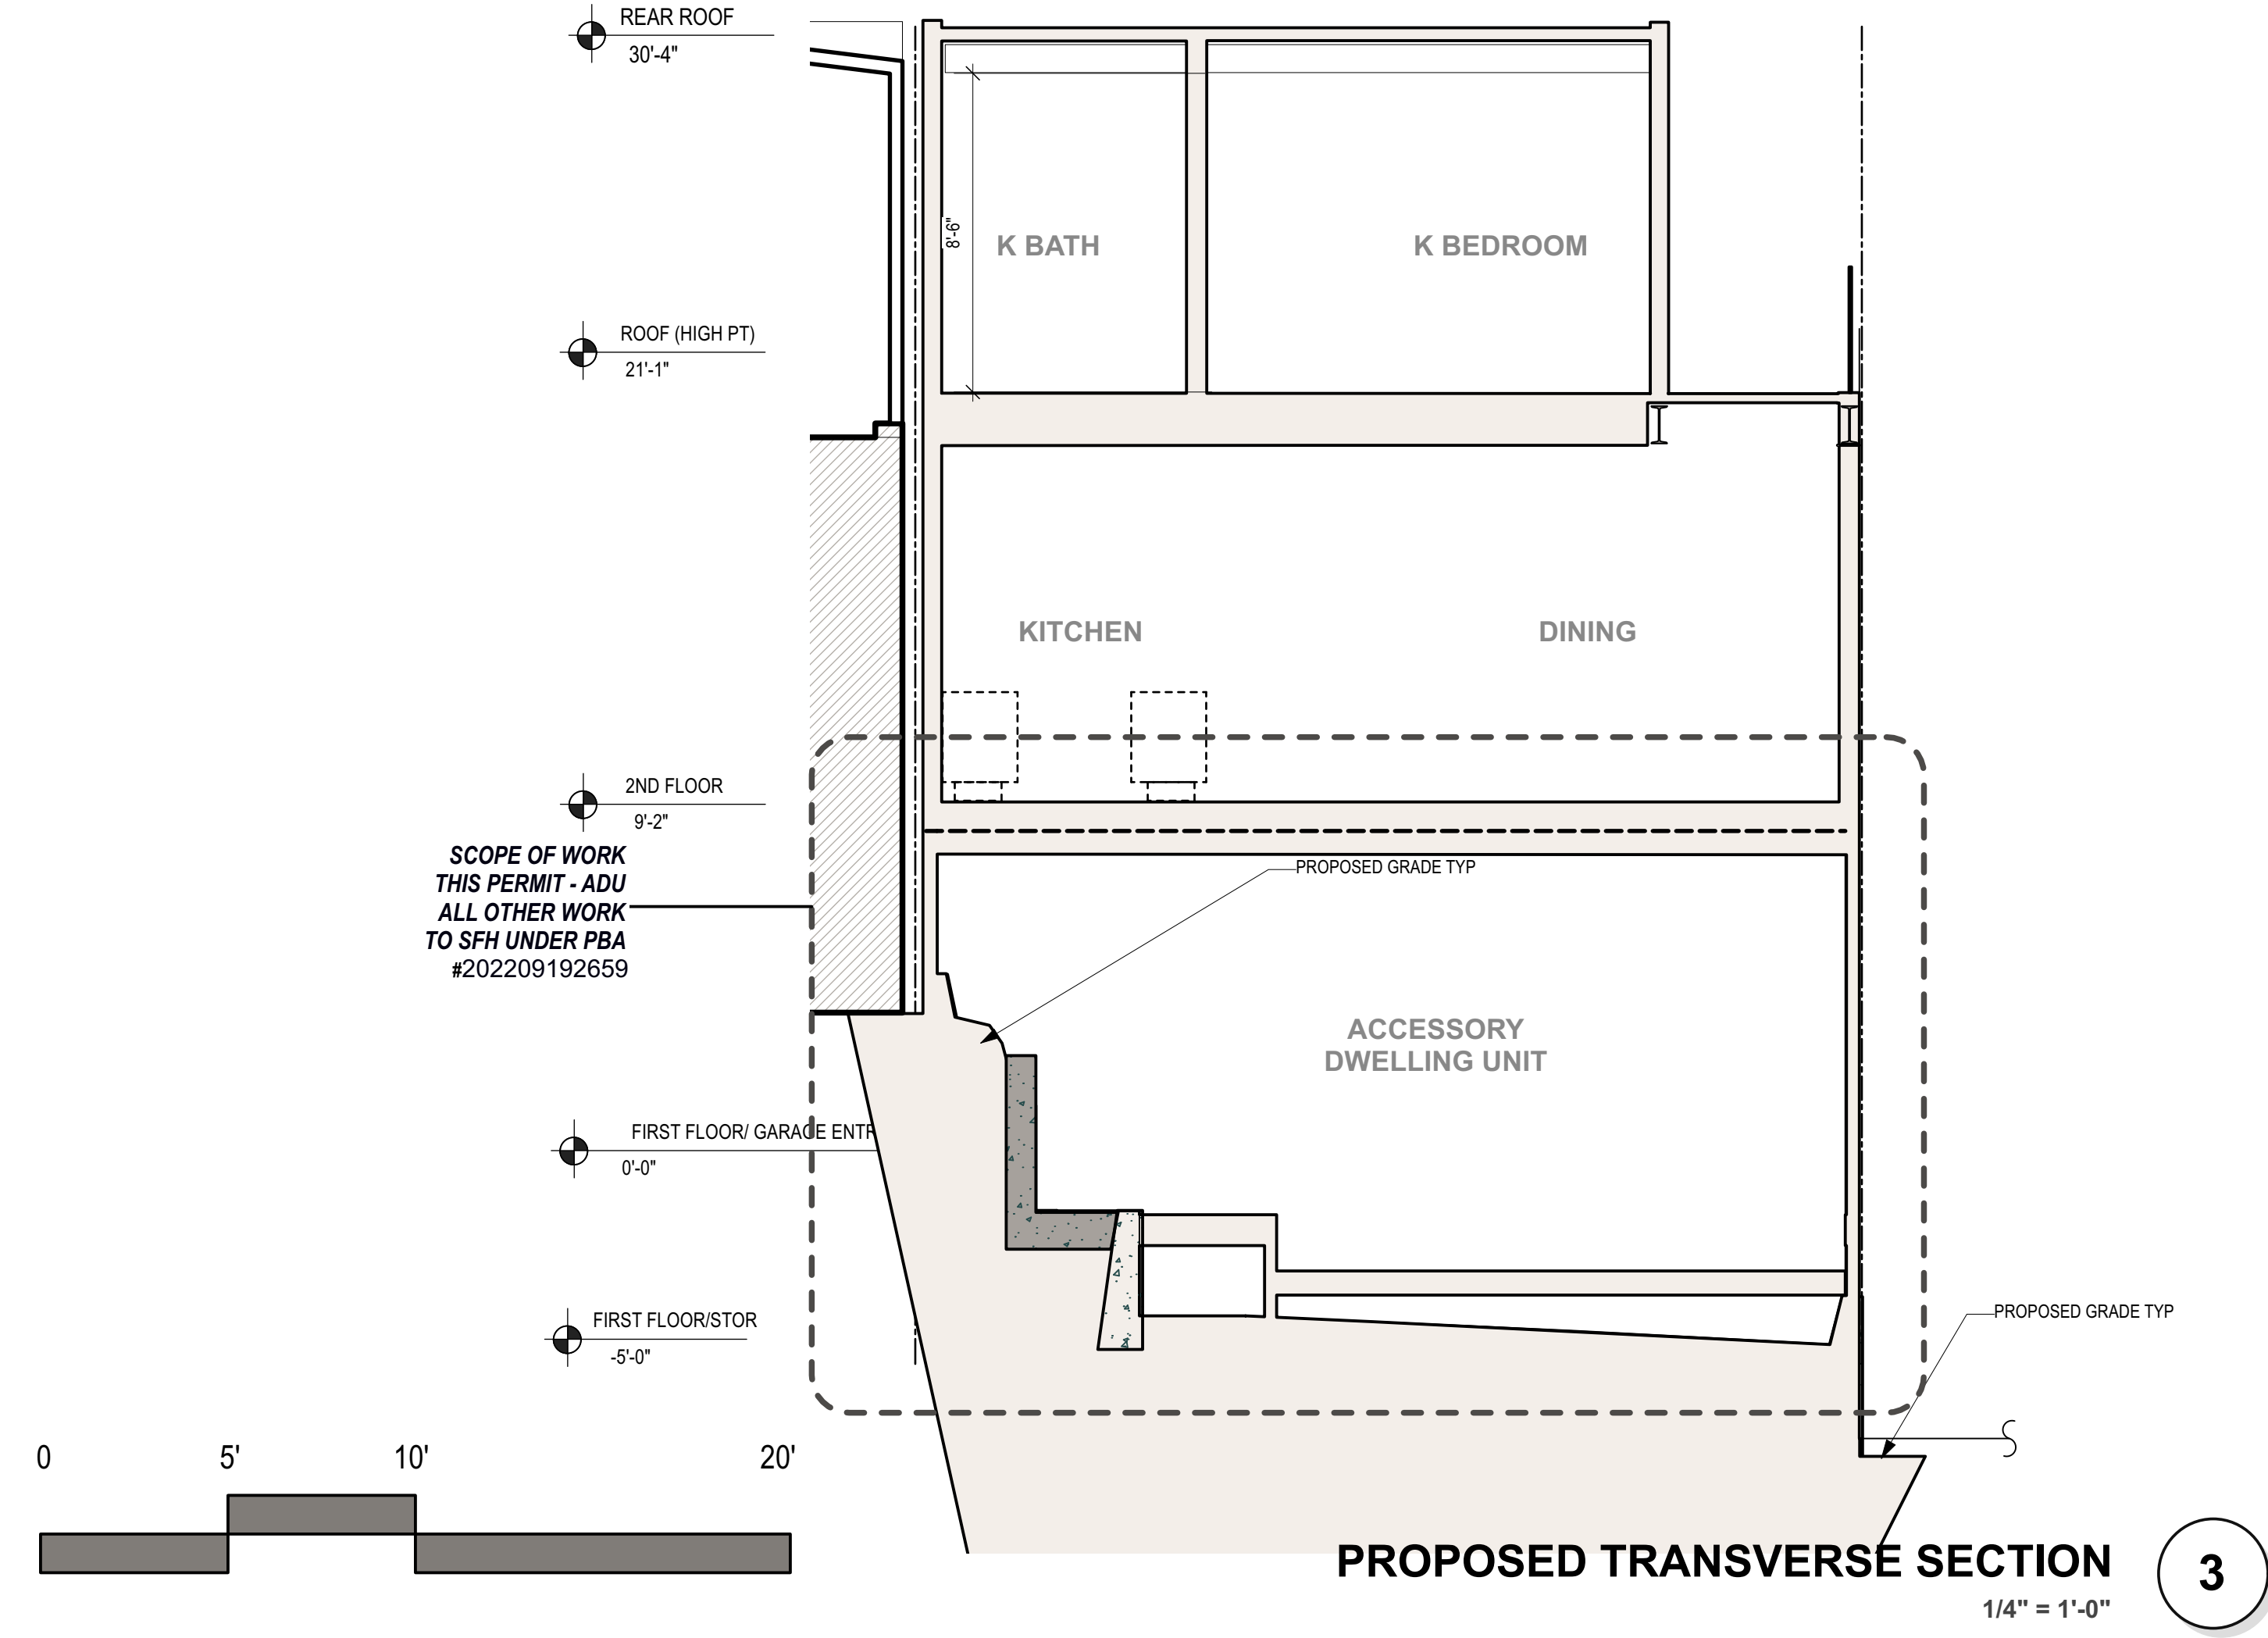 REAR ROOF
30'-4"
ROOF (HIGH PT)
21'-1"
8'-6"
K BATH
K BEDROOM
KITCHEN
DINING
2ND FLOOR
9'-2"
SCOPE OF WORK
THIS PERMIT - ADU
ALL OTHER WORK
TO SFH UNDER PBA
#202209192659
PROPOSED GRADE TYP
ACCESSORY
DWELLING UNIT
FIRST FLOOR/ GARAGE ENTR
0'-0"
FIRST FLOOR/STOR
-5'-0"
PROPOSED GRADE TYP
0 5' 10' 20'
PROPOSED TRANSVERSE SECTION
1/4" = 1'-0"
3